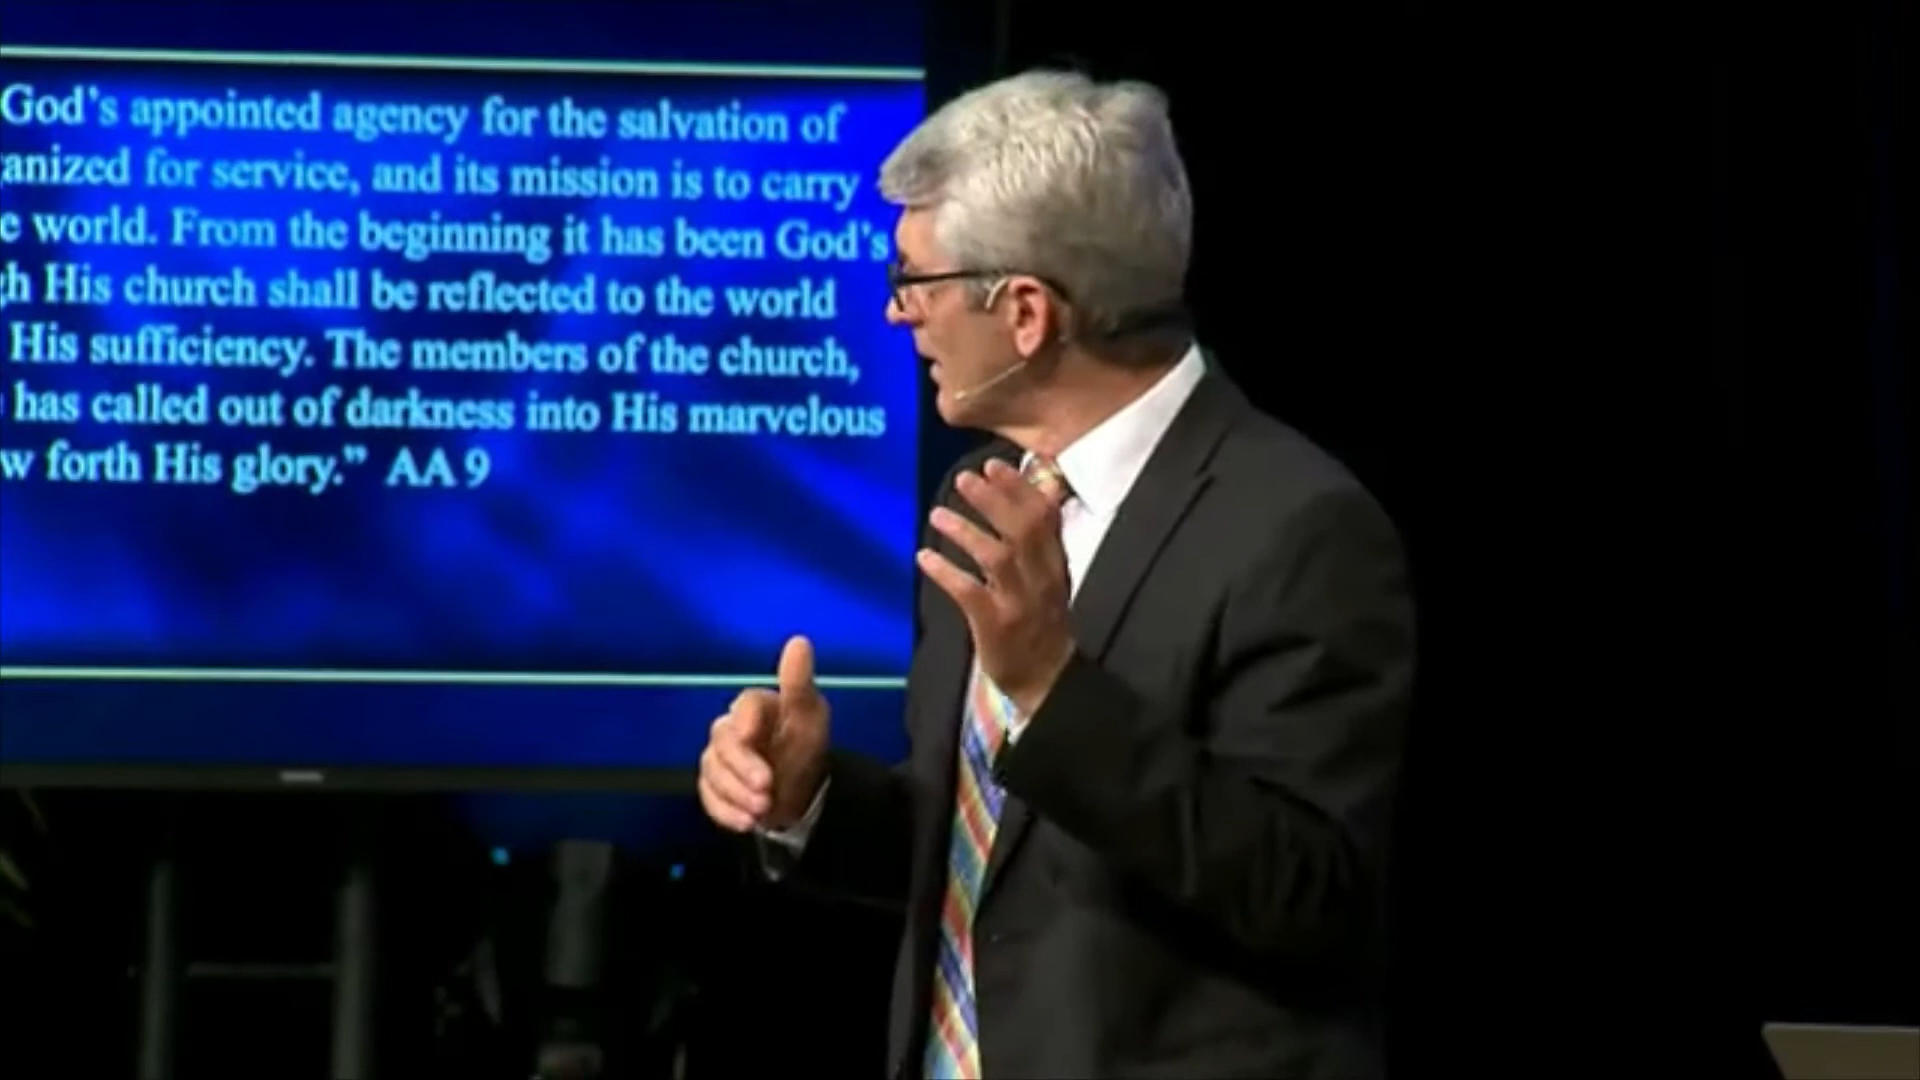 God's appointed agency for the salvation of
anized for service, and its mission is to carry
e world. From the beginning it has been God's
gh His church shall be reflected to the world
His sufficiency. The members of the church,
has called out of darkness into His marvelous
w forth His glory." AA 9